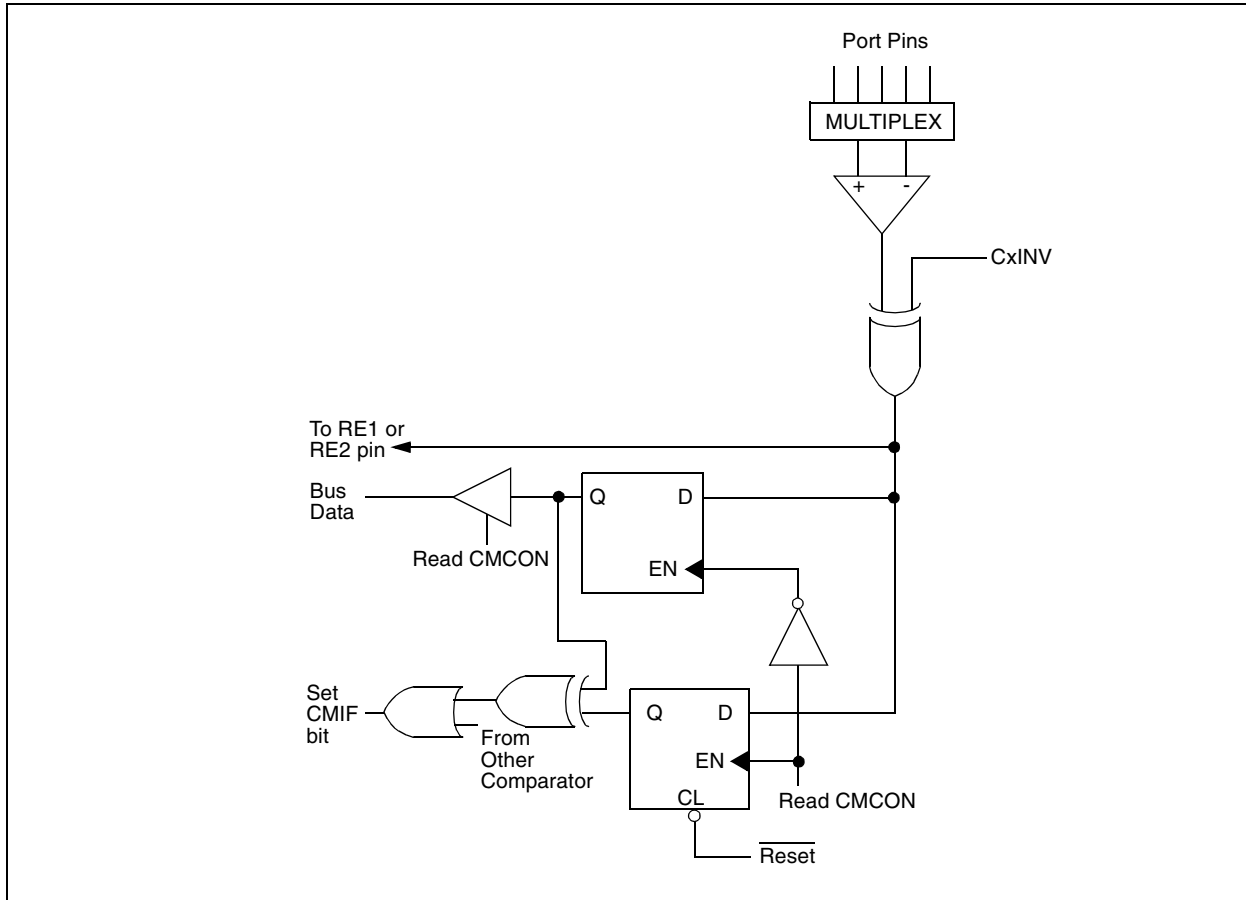 Port Pins
MULTIPLEX
+ -
CxINV
To RE1 or
RE2 pin
Bus
Data
Q D
Read CMCON
EN
Set
CMIF
bit
From
Other
Comparator
Q D
EN
CL
Read CMCON
Reset